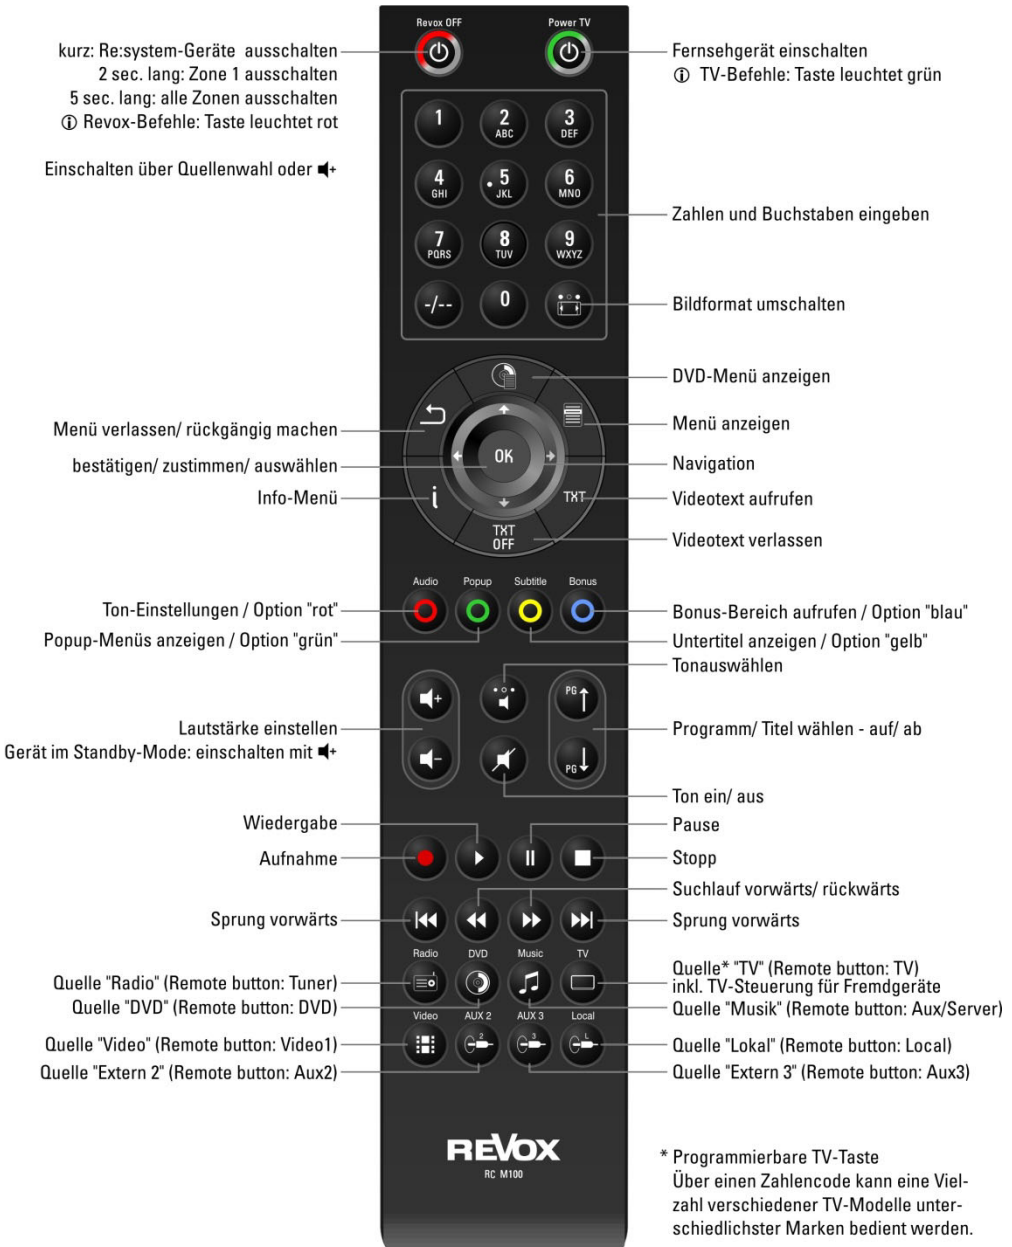 Revox OFF
Power TV
kurz: Re:system-Geräte ausschalten
2 sec. lang: Zone 1 ausschalten
5 sec. lang: alle Zonen ausschalten
ⓘ Revox-Befehle: Taste leuchtet rot
Einschalten über Quellenwahl oder +
Fernsehgerät einschalten
ⓘ TV-Befehle: Taste leuchtet grün
1
2
ABC
3
DEF
4
GHI
5
JKL
6
MNO
7
PQRS
8
TUV
9
WXYZ
-/--
0
Zahlen und Buchstaben eingeben
Bildformat umschalten
DVD-Menü anzeigen
Menü verlassen/ rückgängig machen
Menü anzeigen
bestätigen/ zustimmen/ auswählen
OK
Navigation
Info-Menü
i
TXT
Videotext aufrufen
TXT
OFF
Videotext verlassen
Audio
Popup
Subtitle
Bonus
Ton-Einstellungen / Option "rot"
Bonus-Bereich aufrufen / Option "blau"
Popup-Menüs anzeigen / Option "grün"
Untertitel anzeigen / Option "gelb"
Tonauswählen
+
PG
Lautstärke einstellen
Programm/ Titel wählen - auf/ ab
Gerät im Standby-Mode: einschalten mit +
-
PG
Ton ein/ aus
Wiedergabe
Pause
Aufnahme
Stopp
Suchlauf vorwärts/ rückwärts
Sprung vorwärts
Sprung vorwärts
Radio
DVD
Music
TV
Quelle "Radio" (Remote button: Tuner)
Quelle* "TV" (Remote button: TV)
inkl. TV-Steuerung für Fremdgeräte
Quelle "DVD" (Remote button: DVD)
Quelle "Musik" (Remote button: Aux/Server)
Video
AUX 2
AUX 3
Local
2
3
L
Quelle "Video" (Remote button: Video1)
Quelle "Lokal" (Remote button: Local)
Quelle "Extern 2" (Remote button: Aux2)
Quelle "Extern 3" (Remote button: Aux3)
REVOX
RC M100
* Programmierbare TV-Taste
Über einen Zahlencode kann eine Viel-
zahl verschiedener TV-Modelle unter-
schiedlichster Marken bedient werden.